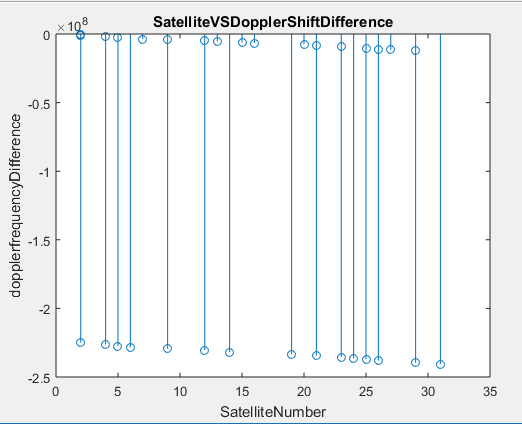 SatelliteVSDopplerShiftDifference
×10^8
0
-0.5
-1
-1.5
-2
-2.5
dopplerfrequencyDifference
0 5 10 15 20 25 30 35
SatelliteNumber